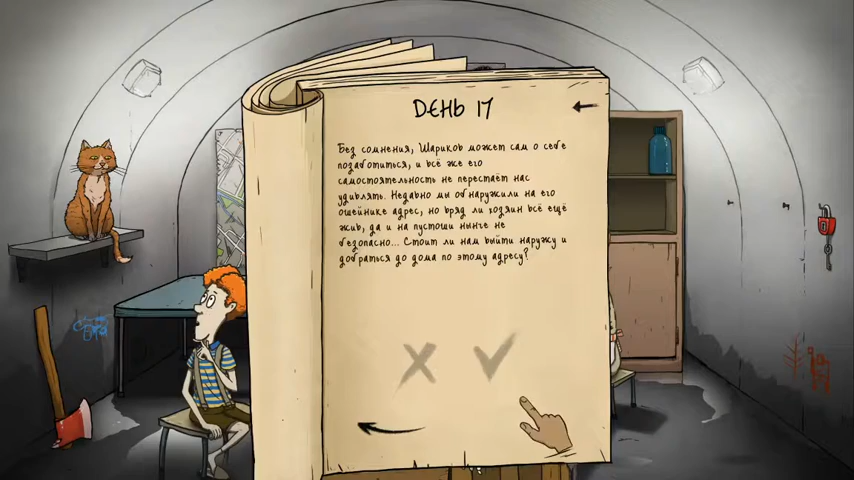 ДЕНЬ 17
Без сомнения, Шариков может сам о себе
позаботиться, и всё же его
самостоятельность не перестаёт нас
удивлять. Недавно мы обнаружили на его
ошейнике адрес, но вряд ли хозяин всё ещё
жив, да и на пустоши нынче не
безопасно... Стоит ли нам выйти наружу и
добраться до дома по этому адресу?